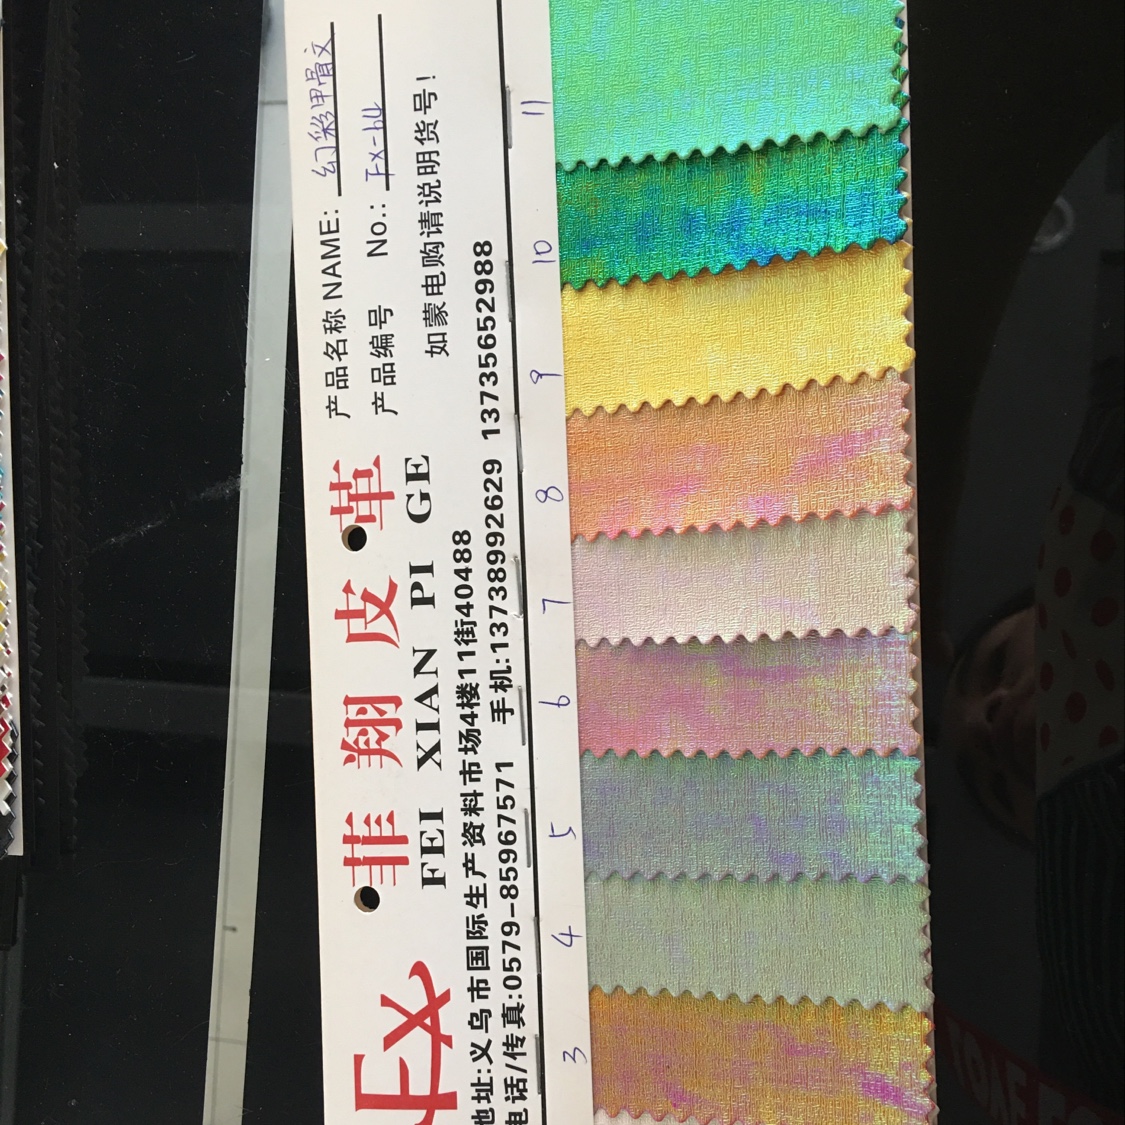 FX
菲翔皮革
FEI XIAN PI GE
产品名称 NAME: 幻彩甲骨文
产品编号 No.: FX-64
如蒙电购请说明货号!
地址:义乌市国际生产资料市场4楼11街40488
电话/传真:0579-85967571 手机:13738992629 13735652988
3
4
5
6
7
8
9
10
11